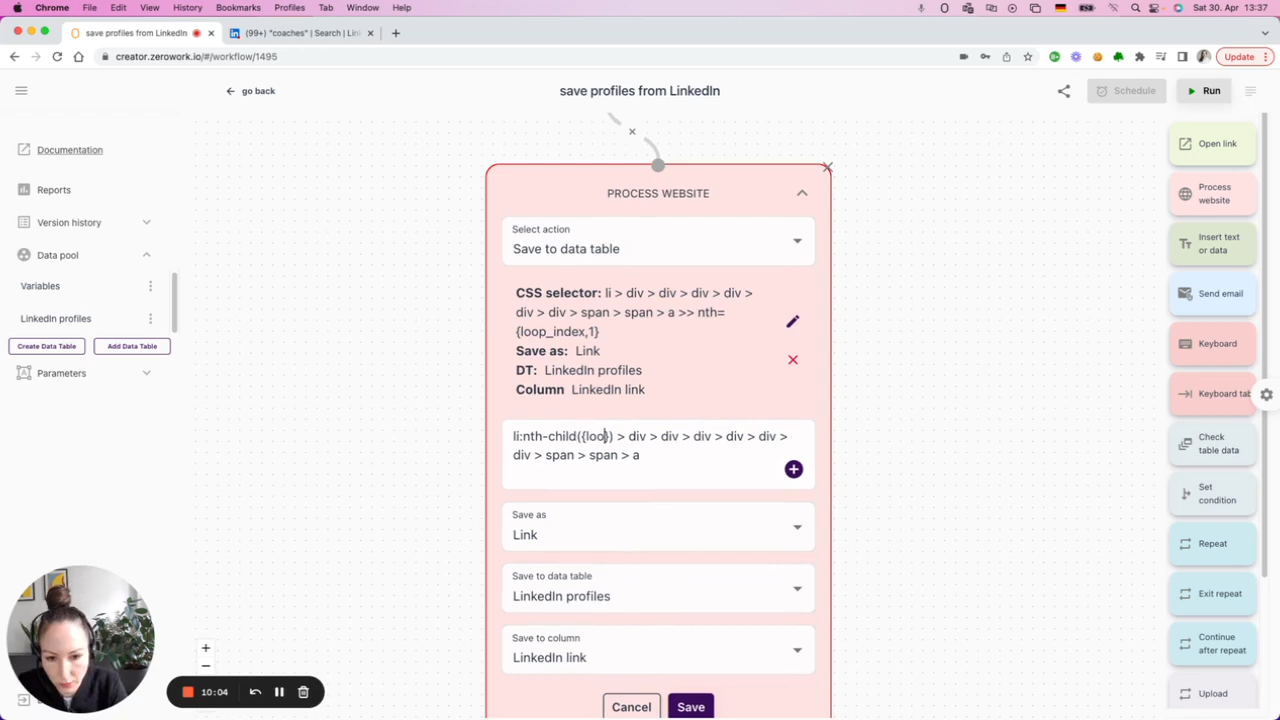 Chrome File Edit View History Bookmarks Profiles Tab Window Help
Sat 30. Apr 13:37
save profiles from LinkedIn
(99+) "coaches" | Search | Lin
creator.zerowork.io/#/workflow/1495
Update
go back
save profiles from LinkedIn
Schedule
Run
Documentation
Reports
Version history
Data pool
Variables
LinkedIn profiles
Create Data Table Add Data Table
Parameters
PROCESS WEBSITE
Select action
Save to data table
CSS selector: li > div > div > div > div >
div > div > span > span > a >> nth=
{loop_index,1}
Save as: Link
DT: LinkedIn profiles
Column LinkedIn link
li:nth-child({loo}) > div > div > div > div > div >
div > span > span > a
Save as
Link
Save to data table
LinkedIn profiles
Save to column
LinkedIn link
Cancel Save
Open link
Process
website
Insert text
or data
Send email
Keyboard
Keyboard tab
Check
table data
Set
condition
Repeat
Exit repeat
Continue
after repeat
Upload
10:04